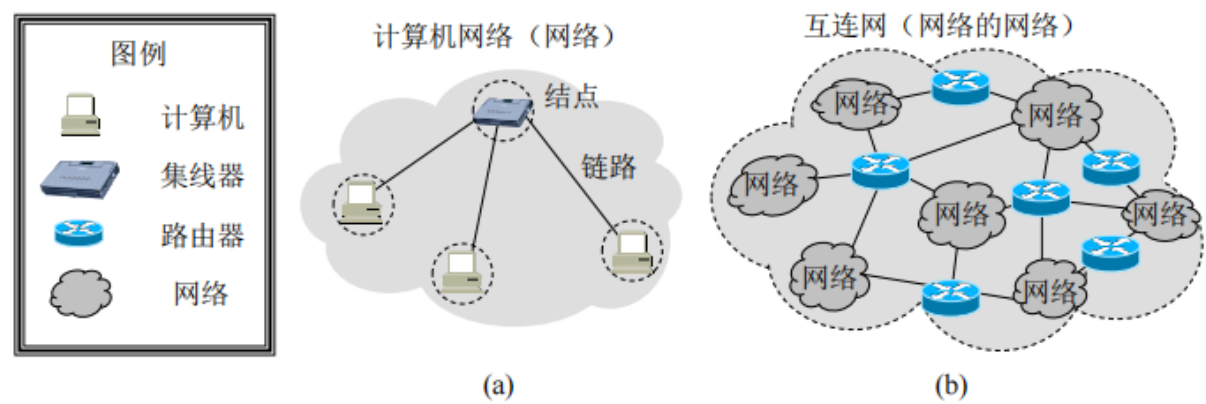 图例
计算机
集线器
路由器
网络
计算机网络（网络）
结点
链路
(a)
互连网（网络的网络）
网络
网络
网络
网络
网络
网络
网络
(b)